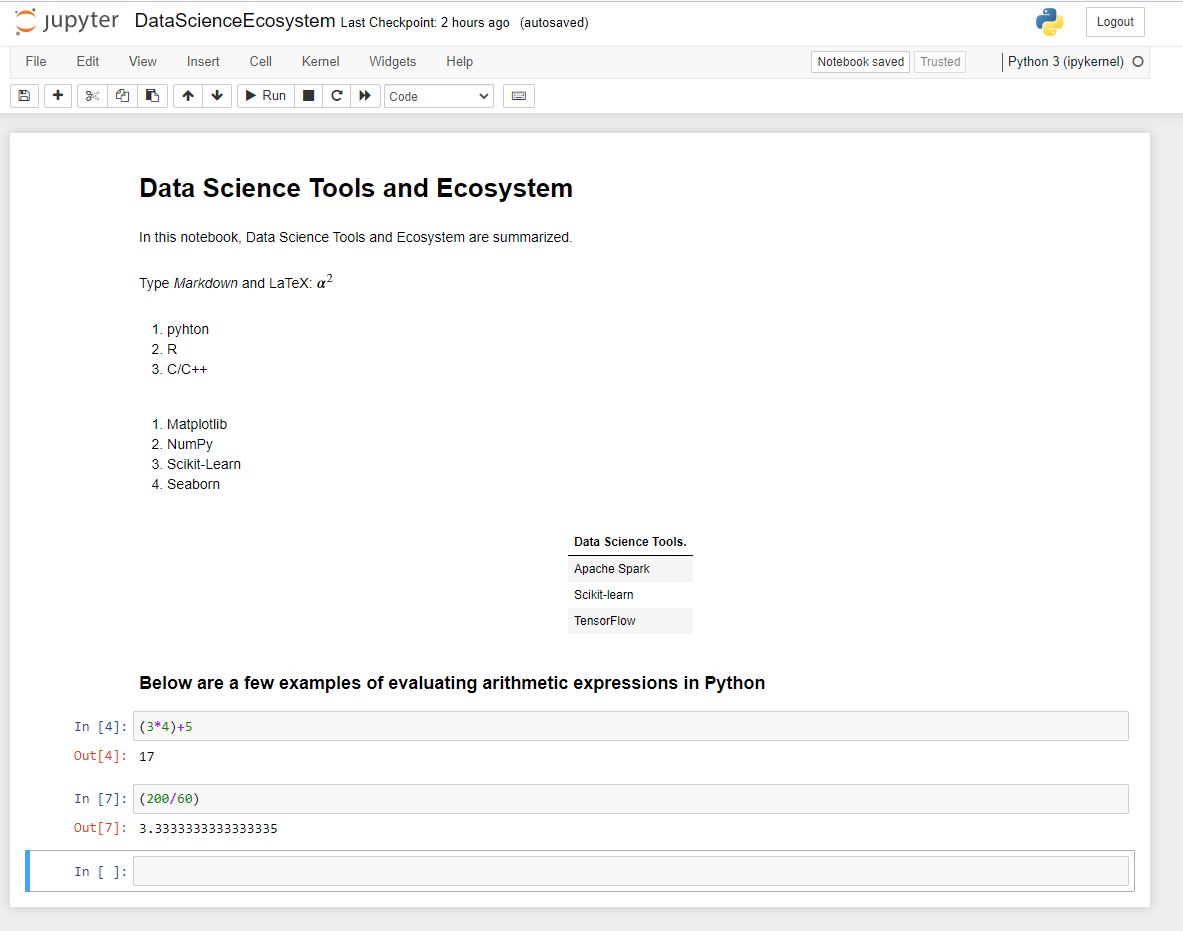 jupyter DataScienceEcosystem Last Checkpoint: 2 hours ago (autosaved) Logout
File Edit View Insert Cell Kernel Widgets Help Notebook saved Trusted Python 3 (ipykernel)
Run Code
Data Science Tools and Ecosystem
In this notebook, Data Science Tools and Ecosystem are summarized.
Type Markdown and LaTeX: α²
1. pyhton
2. R
3. C/C++
1. Matplotlib
2. NumPy
3. Scikit-Learn
4. Seaborn
Data Science Tools.
Apache Spark
Scikit-learn
TensorFlow
Below are a few examples of evaluating arithmetic expressions in Python
In [4]: (3*4)+5
Out[4]: 17
In [7]: (200/60)
Out[7]: 3.3333333333333335
In [ ]: